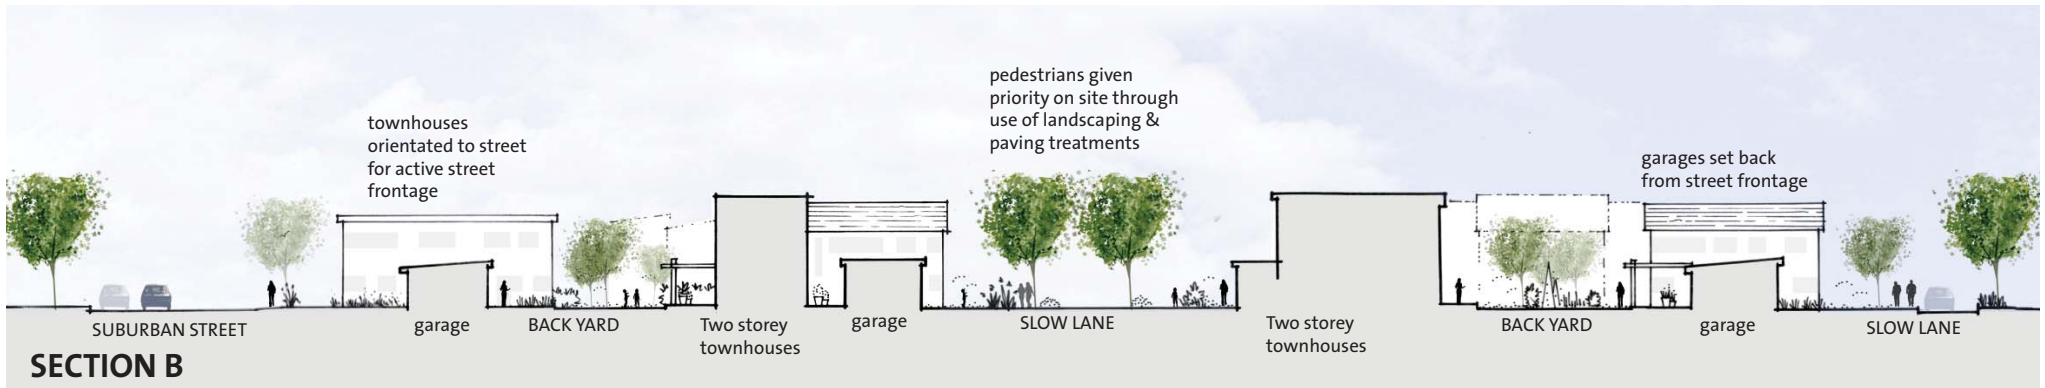 pedestrians given
priority on site through
use of landscaping &
paving treatments
townhouses
orientated to street
for active street
frontage
garages set back
from street frontage
SUBURBAN STREET
garage
BACK YARD
Two storey
townhouses
garage
SLOW LANE
Two storey
townhouses
BACK YARD
garage
SLOW LANE
SECTION B